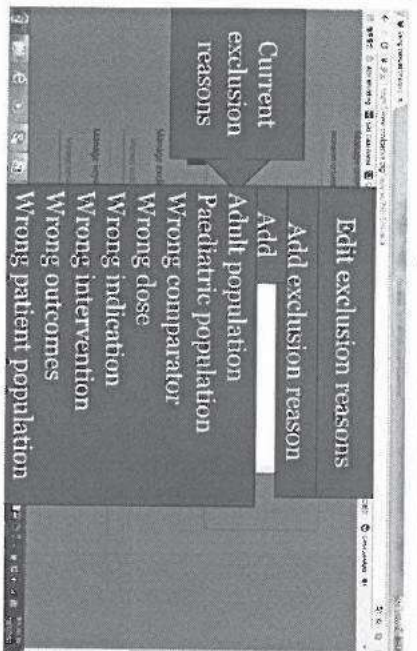 Edit exclusion reasons
Add exclusion reason
Add
Current
exclusion
reasons
Adult population
Paediatric population
Wrong comparator
Wrong dose
Wrong indication
Wrong intervention
Wrong outcomes
Wrong patient population